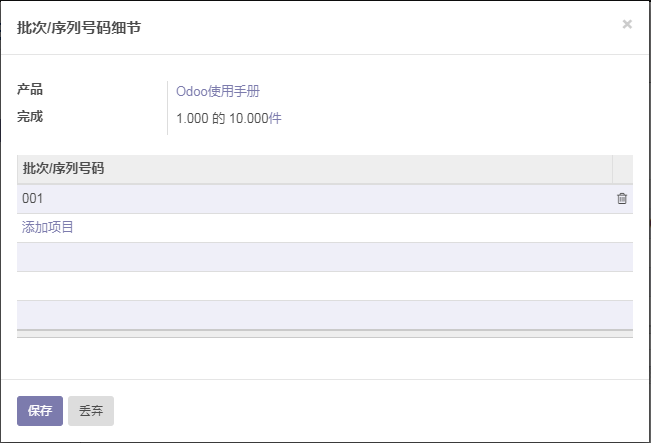 批次/序列号码细节
×
产品 Odoo使用手册
完成 1.000 的 10.000件
批次/序列号码
001
添加项目
保存 丢弃